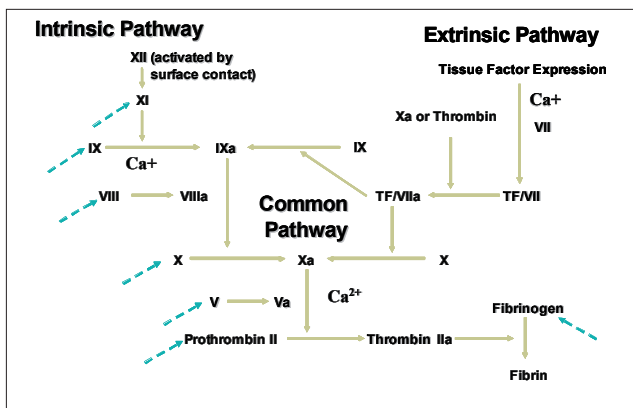 Intrinsic Pathway
Extrinsic Pathway
XII (activated by
surface contact)
Tissue Factor Expression
XI
Ca+
Xa or Thrombin
VII
IX
Ca+
IXa
IX
VIII
VIIIa
TF/VIIa
TF/VII
Common
Pathway
X
Xa
X
Ca²⁺
V
Va
Fibrinogen
Prothrombin II
Thrombin IIa
Fibrin